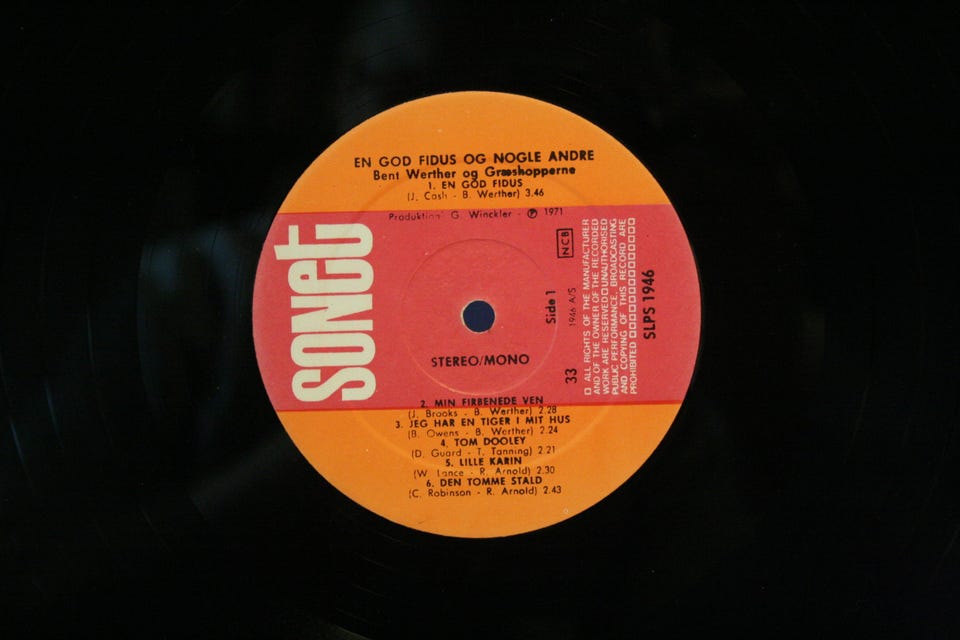 EN GOD FIDUS OG NOGLE ANDRE
Bent Werther og Græshopperne
1. EN GOD FIDUS
(J. Cash - B. Werther) 3.46
Produktion: G. Winckler - ℗ 1971
sonet
NCB
Side 1
1946 A/S
33
STEREO/MONO
□ ALL RIGHTS OF THE MANUFACTURER
AND OF THE OWNER OF THE RECORDED
WORK ARE RESERVED □ UNAUTHORISED
PUBLIC PERFORMANCE, BROADCASTING
AND COPYING OF THIS RECORD ARE
PROHIBITED □□□□□□□□□□□□□
SLPS 1946
2. MIN FIRBENEDE VEN
(J. Brooks - B. Werther) 2.28
3. JEG HAR EN TIGER I MIT HUS
(B. Owens - B. Werther) 2.24
4. TOM DOOLEY
(D. Guard - T. Tanning) 2.21
5. LILLE KARIN
(W. Lance - R. Arnold) 2.30
6. DEN TOMME STALD
(C. Robinson - R. Arnold) 2.43